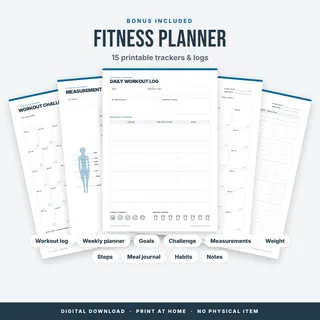 BONUS INCLUDED
FITNESS PLANNER
15 printable trackers & logs
WORKOUT CHALL
MEASUREMENT
DAILY WORKOUT LOG
Workout log
Weekly planner
Goals
Challenge
Measurements
Weight
Steps
Meal journal
Habits
Notes
DIGITAL DOWNLOAD · PRINT AT HOME · NO PHYSICAL ITEM